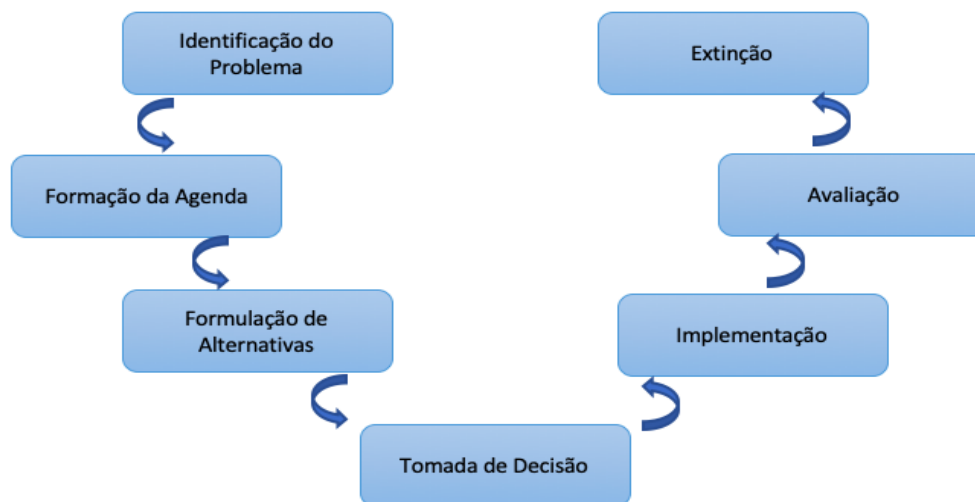 Identificação do
Problema
Formação da Agenda
Formulação de
Alternativas
Tomada de Decisão
Implementação
Avaliação
Extinção